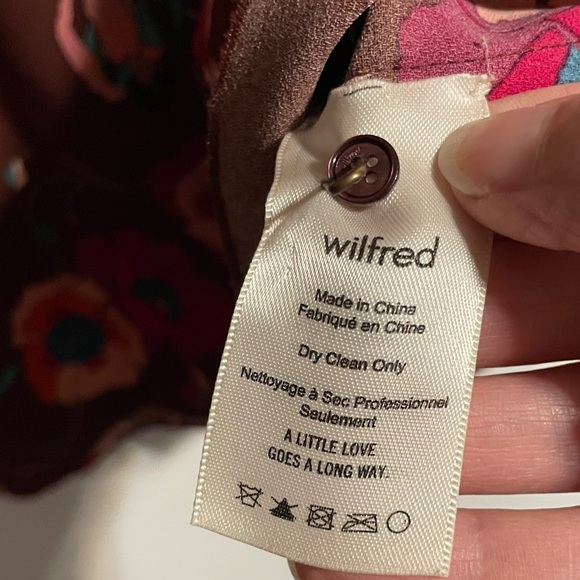 wilfred
Made in China
Fabriqué en Chine
Dry Clean Only
Nettoyage à Sec Professionnel
Seulement
A LITTLE LOVE
GOES A LONG WAY.